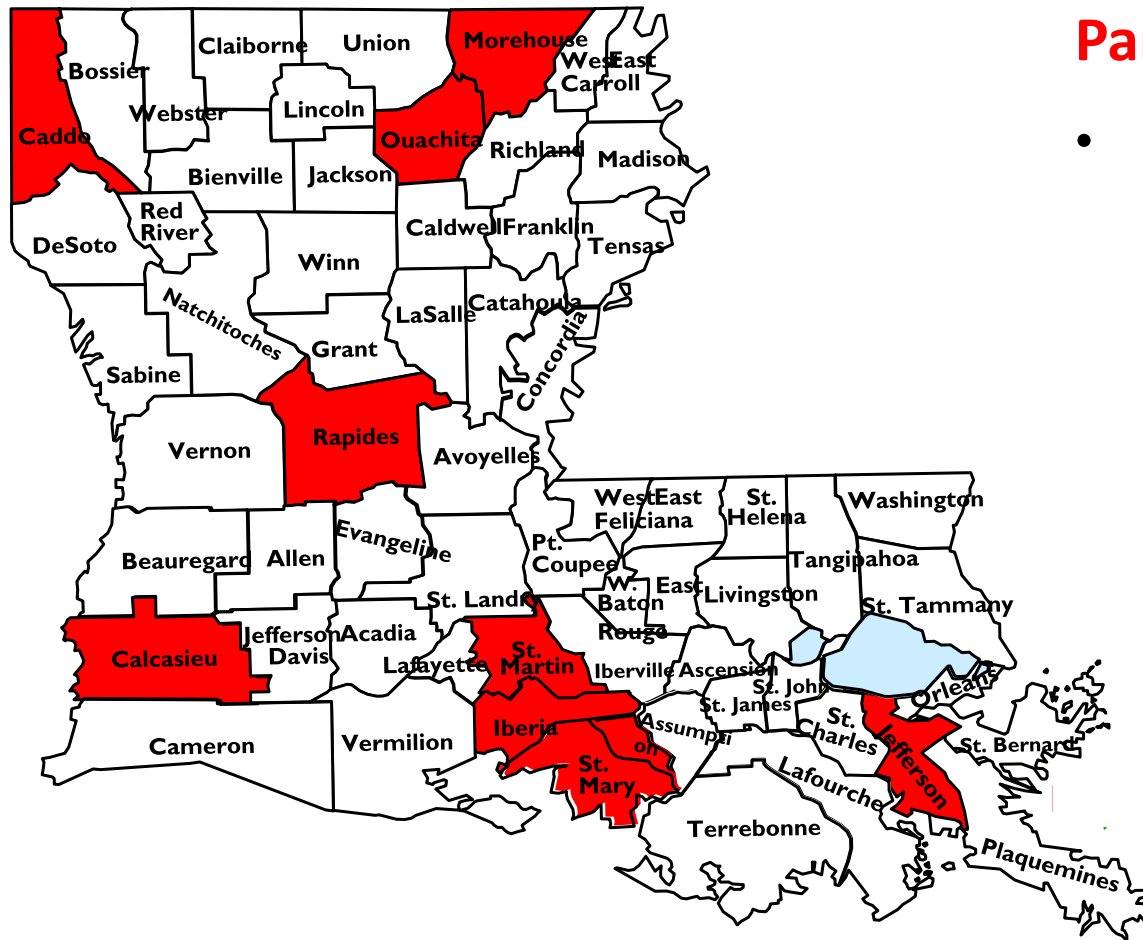 Pa
•
Claiborne
Union
Morehouse
West
East
Carroll
Bossier
Webster
Lincoln
Caddo
Ouachita
Richland
Madison
Bienville
Jackson
Red
River
Caldwell
Franklin
Tensas
DeSoto
Winn
Natchitoches
LaSalle
Catahoula
Concordia
Grant
Sabine
Rapides
Vernon
Avoyelles
West
East
Feliciana
St.
Helena
Washington
Evangeline
Pt.
Coupee
Beauregard
Allen
Tangipahoa
W.
East
Baton
Rouge
Livingston
St. Landry
St. Tammany
Jefferson
Davis
Acadia
Lafayette
St.
Martin
Calcasieu
Iberville
Ascension
St. John
St. James
Orleans
Iberia
Assumpti
on
St.
Charles
Jefferson
St. Bernard
Cameron
Vermilion
St.
Mary
Lafourche
Terrebonne
Plaquemines